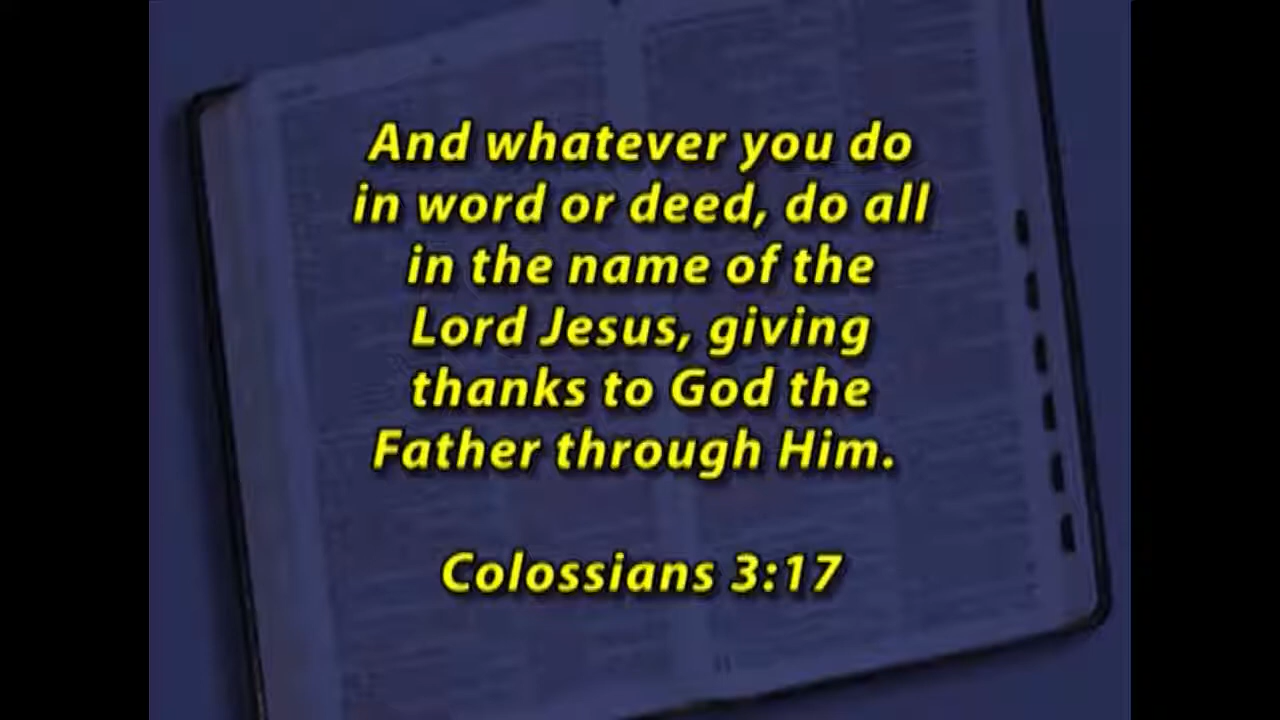 And whatever you do
in word or deed, do all
in the name of the
Lord Jesus, giving
thanks to God the
Father through Him.
Colossians 3:17